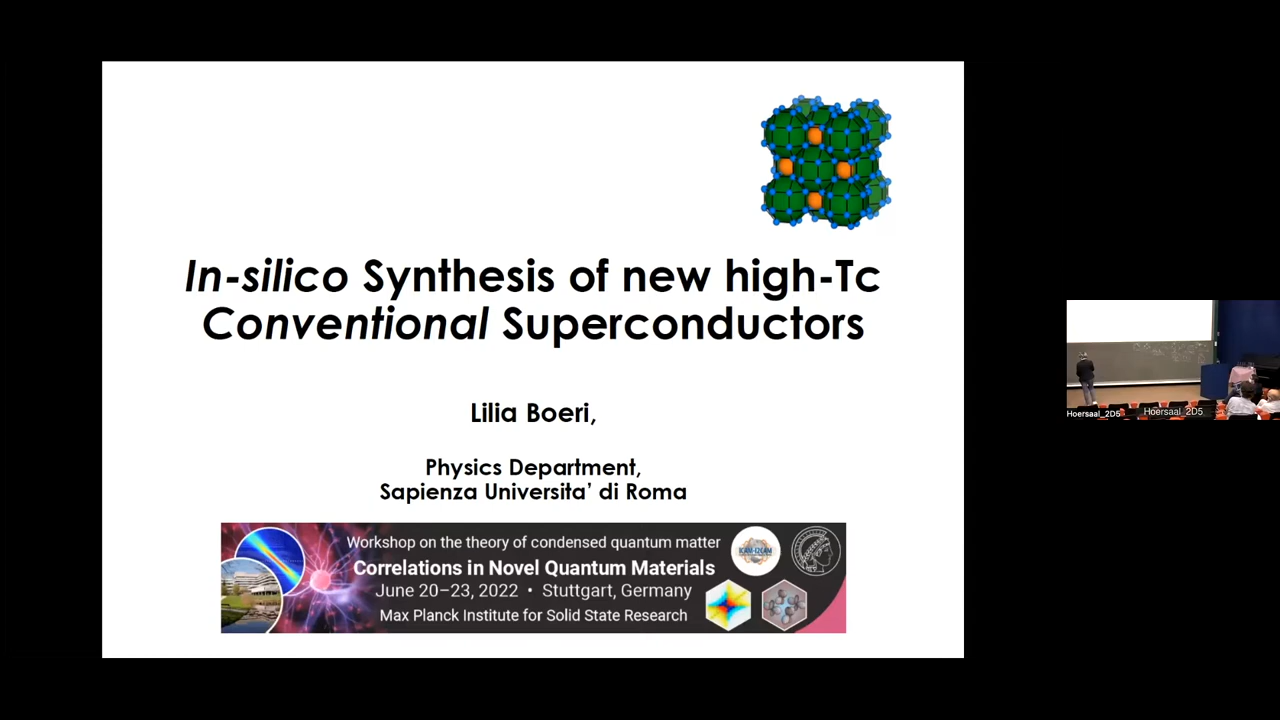 In-silico Synthesis of new high-Tc
Conventional Superconductors
Lilia Boeri,
Physics Department,
Sapienza Universita' di Roma
Workshop on the theory of condensed quantum matter
Correlations in Novel Quantum Materials
June 20–23, 2022 • Stuttgart, Germany
Max Planck Institute for Solid State Research
ICAM-I2CAM
Hoersaal_2D5
Hoersaal_2D5